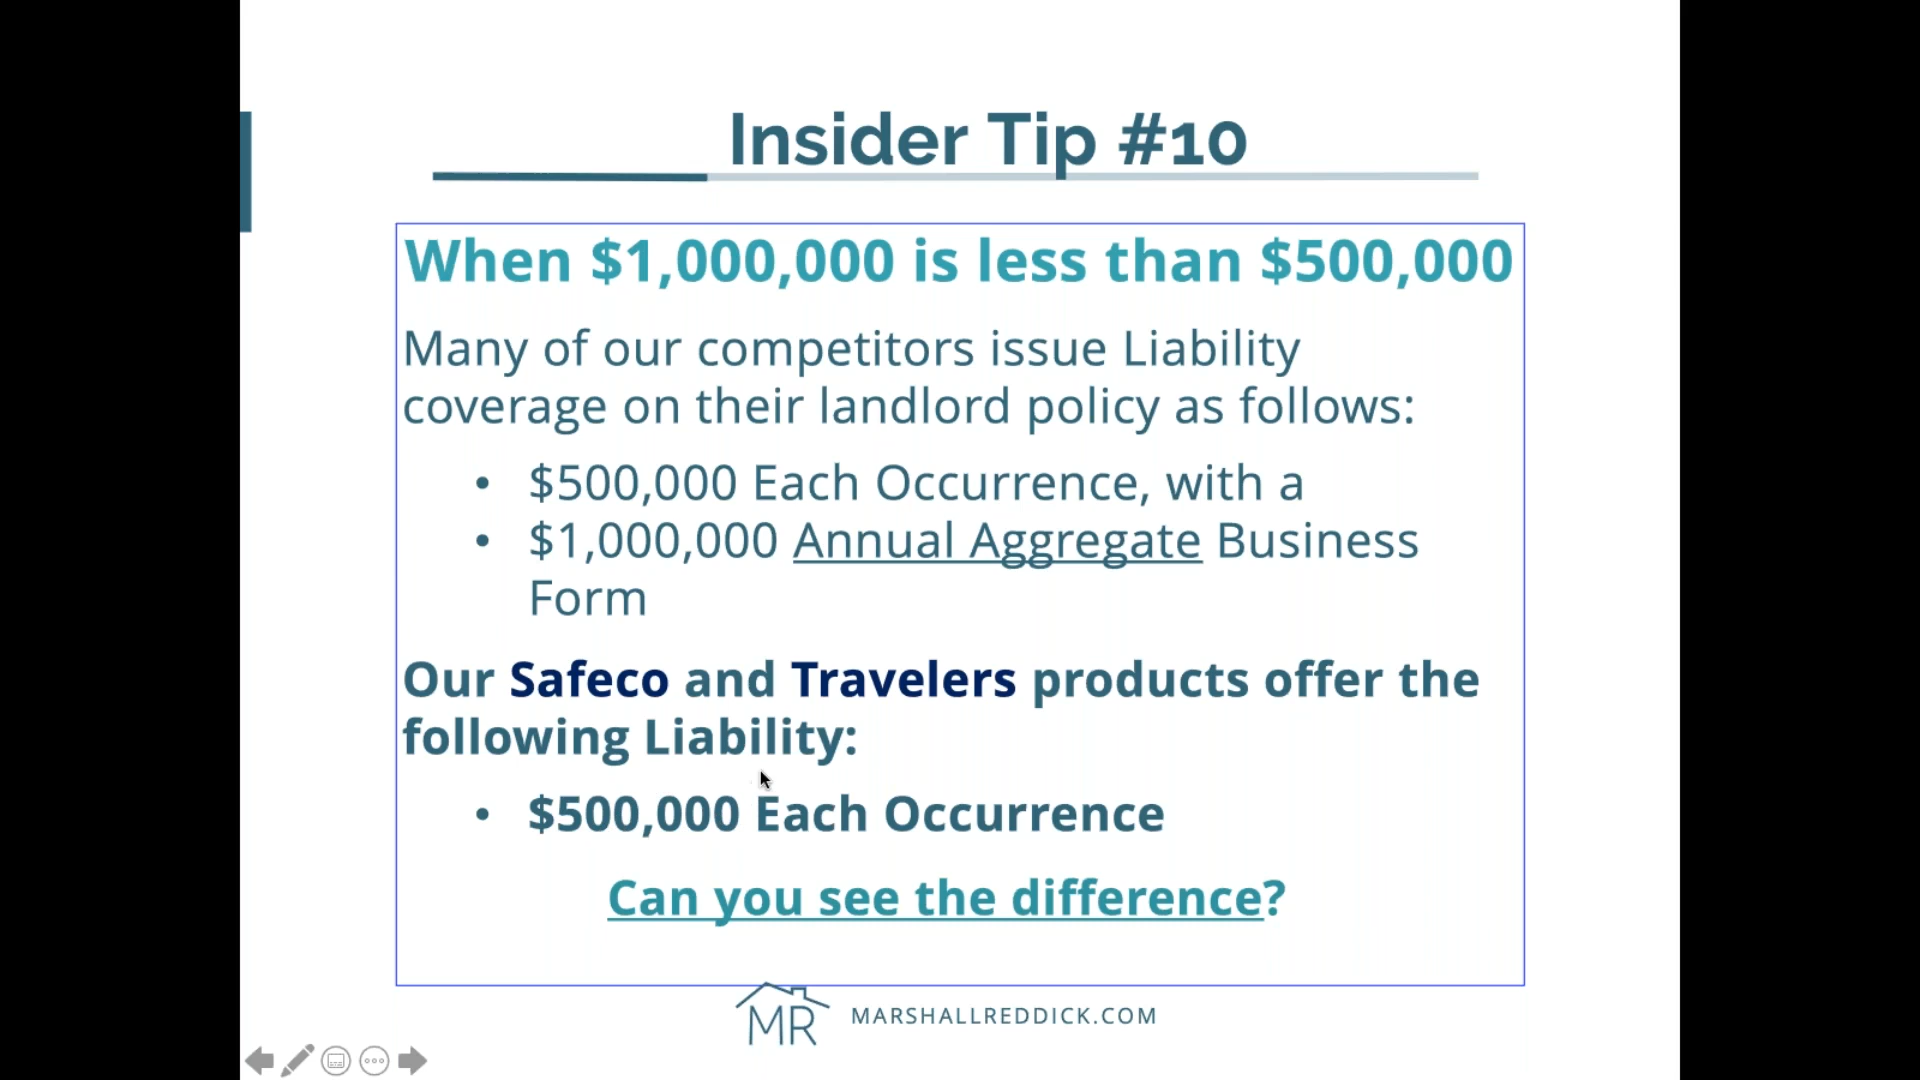 Insider Tip #10
When $1,000,000 is less than $500,000
Many of our competitors issue Liability
coverage on their landlord policy as follows:
• $500,000 Each Occurrence, with a
• $1,000,000 Annual Aggregate Business
Form
Our Safeco and Travelers products offer the
following Liability:
• $500,000 Each Occurrence
Can you see the difference?
MR MARSHALLREDDICK.COM